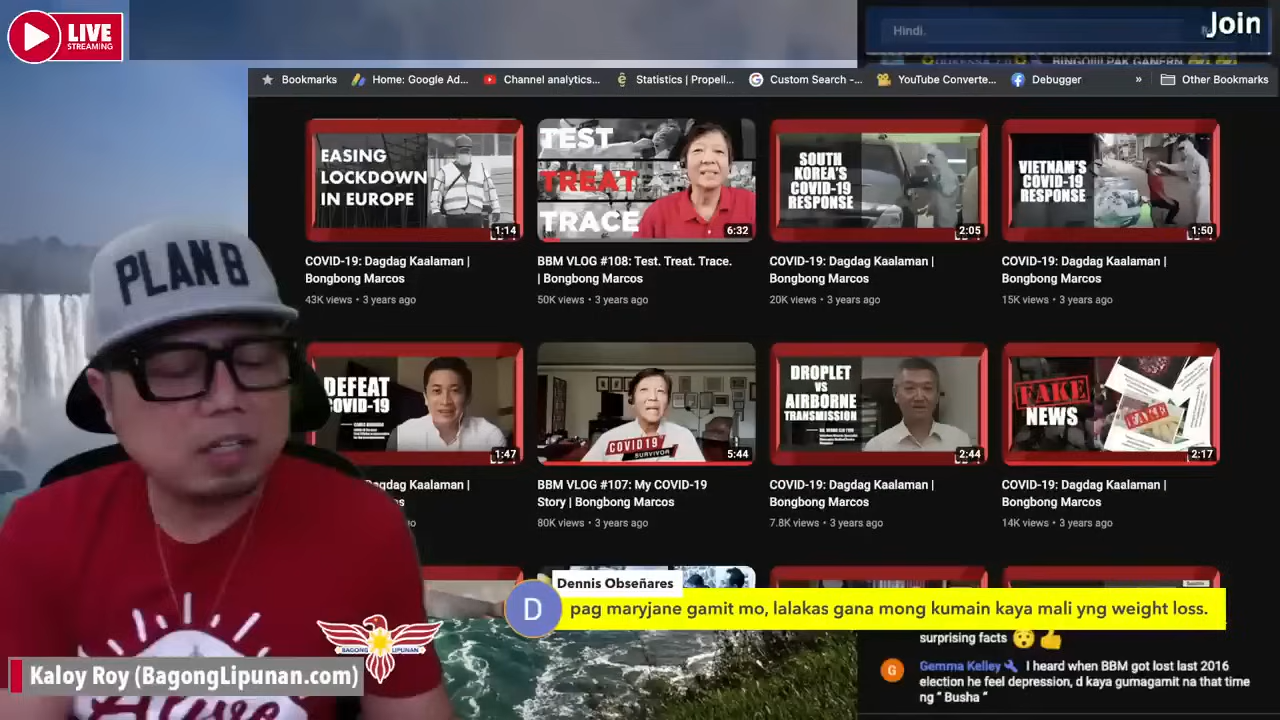 LIVE
STREAMING
Hindi.
Join
BINGO!!!! PAK GANERN
Bookmarks
Home: Google Ad...
Channel analytics...
Statistics | Propell...
Custom Search -...
YouTube Converte...
Debugger
»
Other Bookmarks
EASING
LOCKDOWN
IN EUROPE
1:14
TEST
TREAT
TRACE
6:32
SOUTH
KOREA'S
COVID-19
RESPONSE
2:05
VIETNAM'S
COVID-19
RESPONSE
1:50
COVID-19: Dagdag Kaalaman |
Bongbong Marcos
43K views • 3 years ago
BBM VLOG #108: Test. Treat. Trace.
| Bongbong Marcos
50K views • 3 years ago
COVID-19: Dagdag Kaalaman |
Bongbong Marcos
20K views • 3 years ago
COVID-19: Dagdag Kaalaman |
Bongbong Marcos
15K views • 3 years ago
PLAN B
DEFEAT
COVID-19
1:47
COVID19
SURVIVOR
5:44
DROPLET
VS
AIRBORNE
TRANSMISSION
2:44
FAKE
NEWS
FAKE
2:17
Dagdag Kaalaman |
Marcos
3 years ago
BBM VLOG #107: My COVID-19
Story | Bongbong Marcos
80K views • 3 years ago
COVID-19: Dagdag Kaalaman |
Bongbong Marcos
7.8K views • 3 years ago
COVID-19: Dagdag Kaalaman |
Bongbong Marcos
14K views • 3 years ago
Dennis Obseñares
D
pag maryjane gamit mo, lalakas gana mong kumain kaya mali yng weight loss.
surprising facts
G
Gemma Kelley I heard when BBM got lost last 2016
election he feel depression, d kaya gumagamit na that time
ng " Busha "
BAGONG LIPUNAN
Kaloy Roy (BagongLipunan.com)
Alive